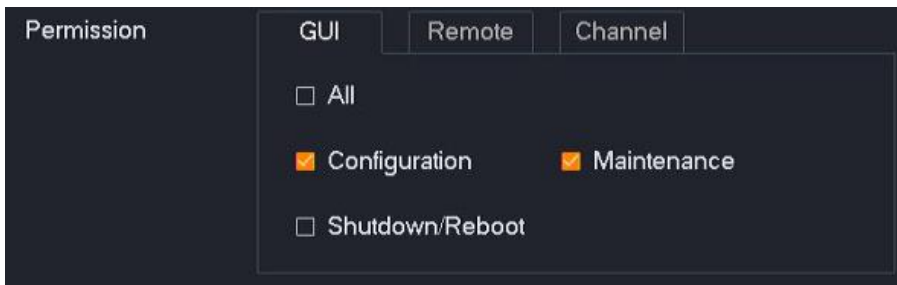 Permission GUI Remote Channel
All
Configuration Maintenance
Shutdown/Reboot